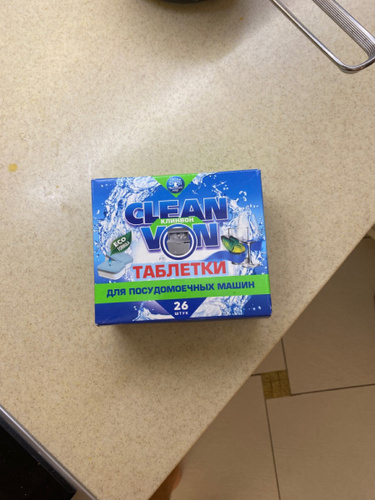 CLEAN
КЛИНВОН
VON
ECO
ТАБЛЕТКИ
ДЛЯ ПОСУДОМОЕЧНЫХ МАШИН
26
ШТУК